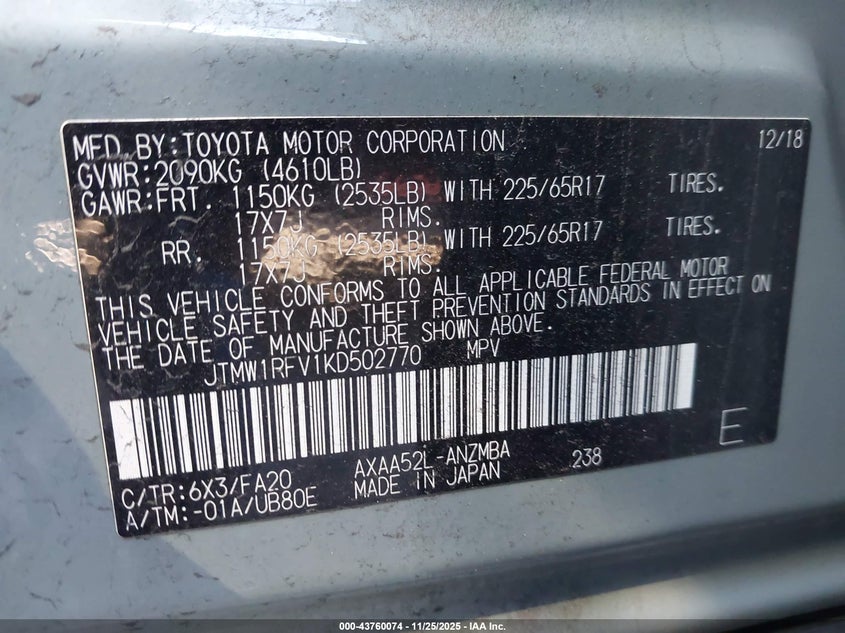 MFD.BY:TOYOTA MOTOR CORPORATION 12/18
GVWR:2090KG (4610LB)
GAWR:FRT. 1150KG (2535LB) WITH 225/65R17 TIRES.
17X7J RIMS.
RR. 1150KG (2535LB) WITH 225/65R17 TIRES.
17X7J RIMS.
THIS VEHICLE CONFORMS TO ALL APPLICABLE FEDERAL MOTOR
VEHICLE SAFETY AND THEFT PREVENTION STANDARDS IN EFFECT ON
THE DATE OF MANUFACTURE SHOWN ABOVE.
JTMW1RFV1KD502770 MPV
E
C/TR:6X3/FA20 AXAA52L-ANZMBA 238
A/TM:-01A/UB80E MADE IN JAPAN
000-43760074 - 11/25/2025 - IAA Inc.